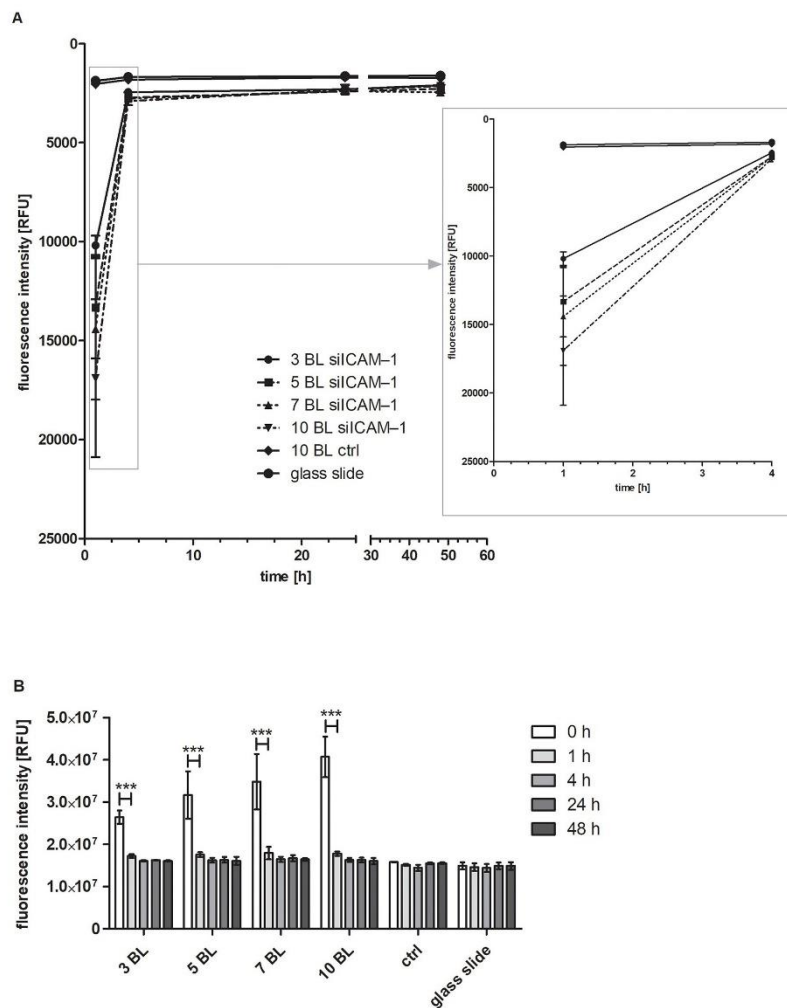 A
fluorescence intensity [RFU]
0
5000
10000
15000
20000
25000
0 10 20 30 40 50 60
time [h]
3 BL siICAM–1
5 BL siICAM–1
7 BL siICAM–1
10 BL siICAM–1
10 BL ctrl
glass slide
fluorescence intensity [RFU]
0
5000
10000
15000
20000
25000
0 1 2 3 4
time [h]
B
fluorescence intensity [RFU]
5.0×10⁷
4.0×10⁷
3.0×10⁷
2.0×10⁷
1.0×10⁷
0
*** *** *** ***
3 BL 5 BL 7 BL 10 BL ctrl glass slide
0 h
1 h
4 h
24 h
48 h